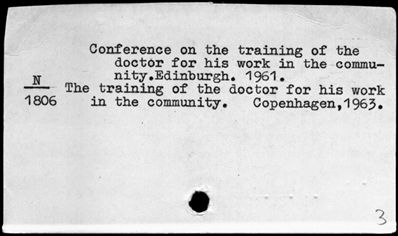 Conference on the training of the
doctor for his work in the commu-
nity.Edinburgh. 1961.
N
1806
The training of the doctor for his work
in the community. Copenhagen,1963.
3